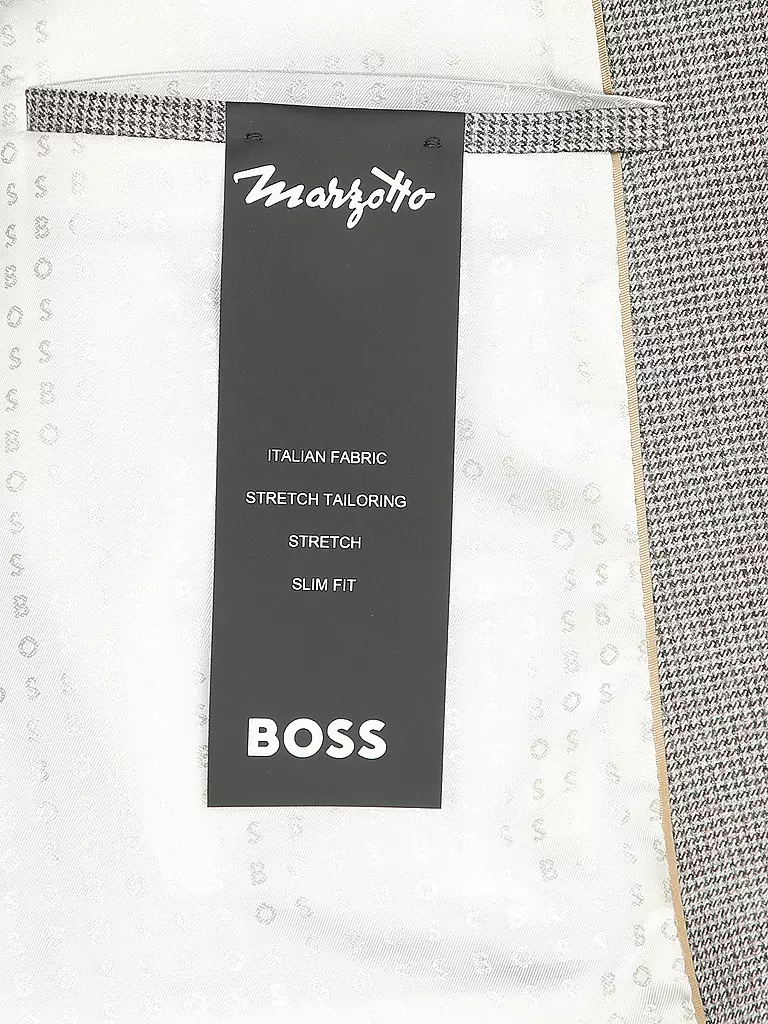 Marzotto
ITALIAN FABRIC
STRETCH TAILORING
STRETCH
SLIM FIT
BOSS